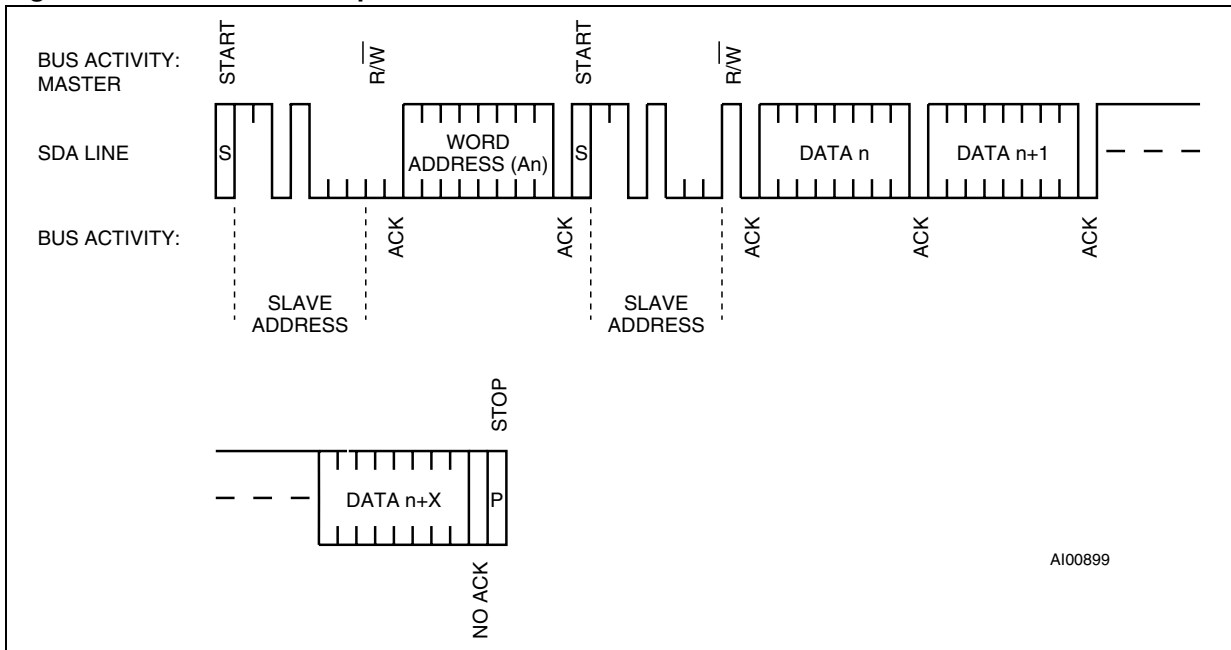 START
R/W
START
R/W
BUS ACTIVITY:
MASTER
SDA LINE
S
WORD
ADDRESS (An)
S
DATA n
DATA n+1
BUS ACTIVITY:
ACK
ACK
ACK
ACK
ACK
SLAVE
ADDRESS
SLAVE
ADDRESS
STOP
DATA n+X
P
NO ACK
AI00899